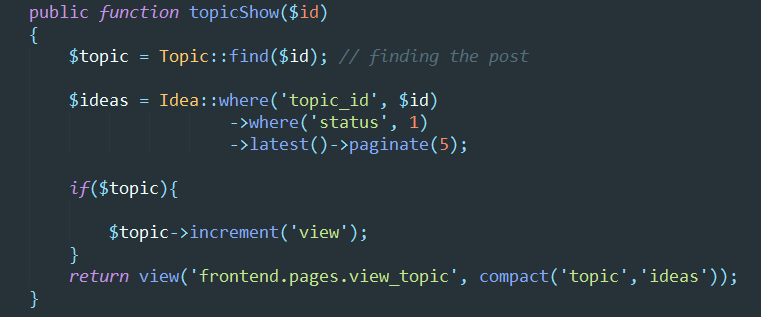 public function topicShow($id)
{
$topic = Topic::find($id); // finding the post
$ideas = Idea::where('topic_id', $id)
->where('status', 1)
->latest()->paginate(5);
if($topic){
$topic->increment('view');
}
return view('frontend.pages.view_topic', compact('topic','ideas'));
}